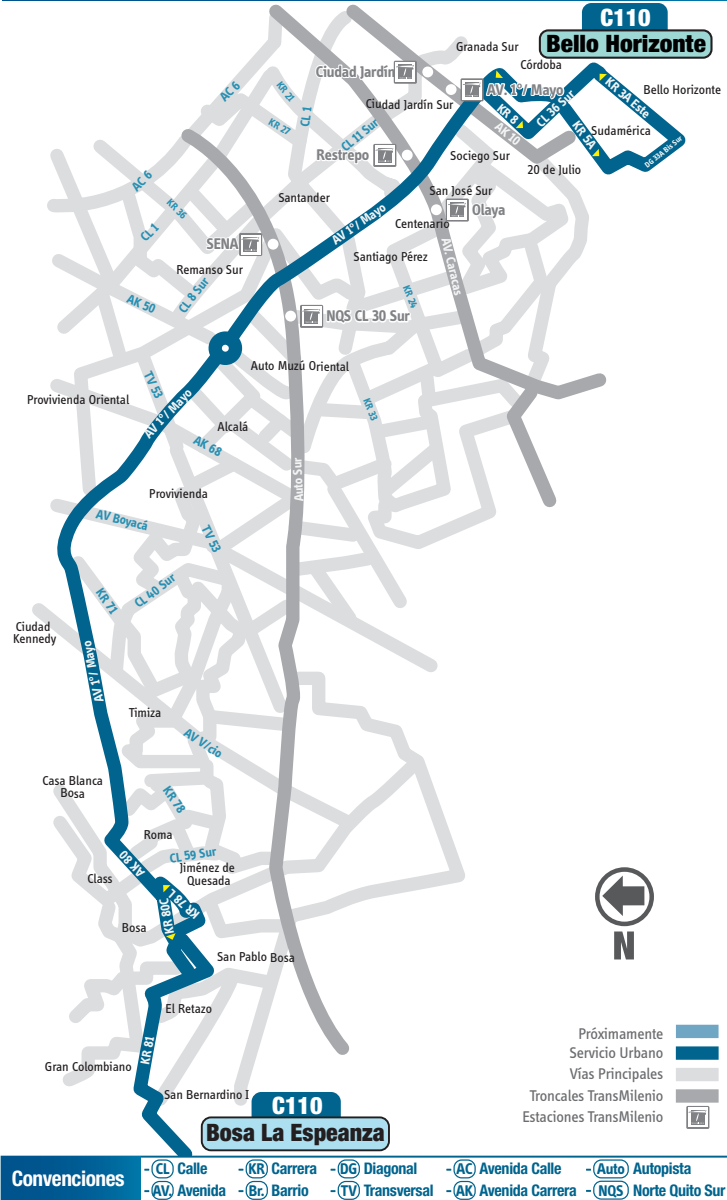 C110
Bello Horizonte
Granada Sur
Córdoba
Ciudad Jardín
AC 6
KR 21
CL 1
AV. 1°/ Mayo
KR 3A Este
Bello Horizonte
Ciudad Jardín Sur
KR 8
CL 36 Sur
KR 27
CL 11 Sur
AK 10
KR 5A
Sudamérica
Restrepo
Sociego Sur
DG 33A Bis Sur
20 de Julio
AC 6
San José Sur
Santander
KR 36
Olaya
Centenario
CL 1
AV 1°/ Mayo
SENA
Santiago Pérez
AV. Caracas
Remanso Sur
CL 8 Sur
KR 24
AK 50
NQS CL 30 Sur
Auto Muzú Oriental
TV 53
Provivienda Oriental
AV 1°/ Mayo
KR 33
Alcalá
AK 68
Auto Sur
Provivienda
AV Boyacá
TV 53
KR 71
CL 40 Sur
Ciudad
Kennedy
AV 1°/ Mayo
Timiza
AV V/cio
Casa Blanca
Bosa
KR 78
Roma
CL 59 Sur
AK 80
Jiménez de
Quesada
Class
KR 78 L
KR 80C
Bosa
San Pablo Bosa
N
El Retazo
Próximamente
KR 81
Servicio Urbano
Gran Colombiano
Vías Principales
San Bernardino I
Troncales TransMilenio
C110
Estaciones TransMilenio
Bosa La Espeanza
Convenciones
- CL Calle - KR Carrera - DG Diagonal - AC Avenida Calle - Auto Autopista
- AV. Avenida - Br. Barrio - TV Transversal - AK Avenida Carrera - NQS Norte Quito Sur